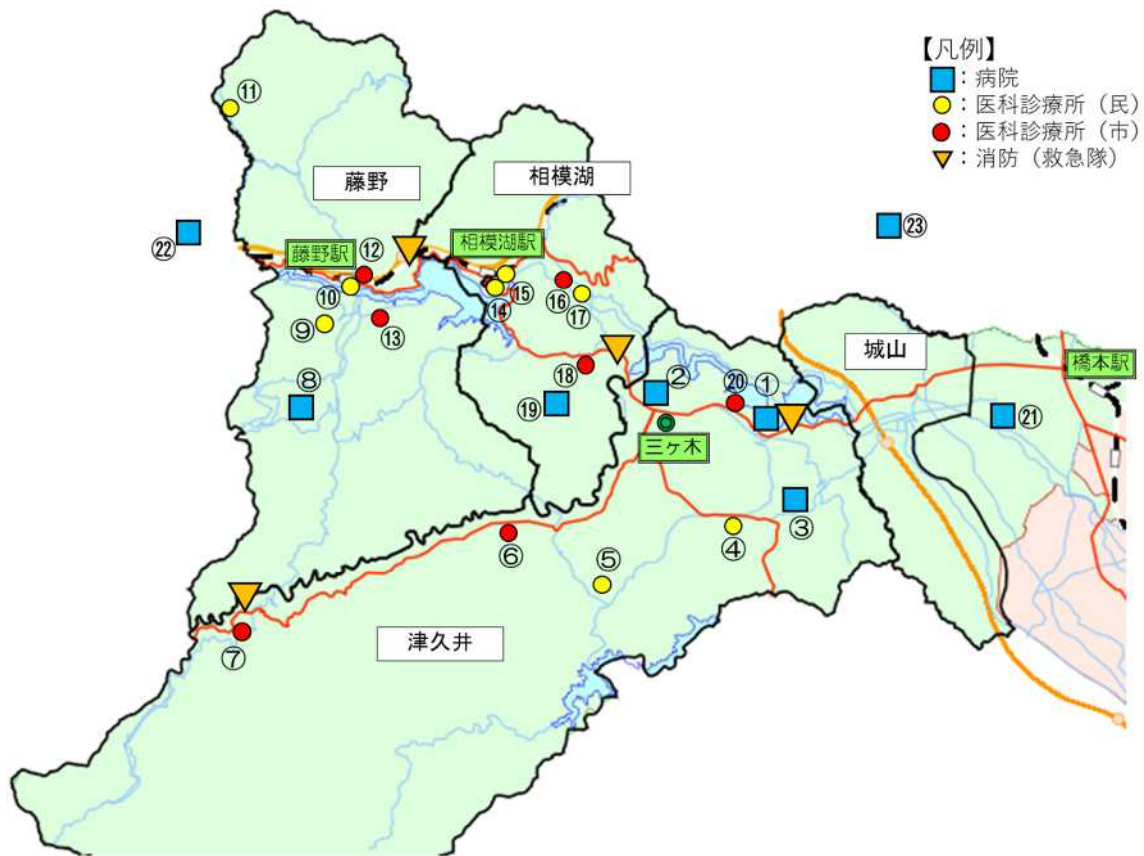 【凡例】
：病院
：医科診療所（民）
：医科診療所（市）
：消防（救急隊）
⑪
藤野
相模湖
㉒
㉓
藤野駅
⑫
相模湖駅
⑩
⑭
⑮
⑯
⑰
⑨
⑬
城山
橋本駅
⑱
⑧
⑲
②
⑳
①
㉑
三ヶ木
③
⑥
④
⑤
⑦
津久井